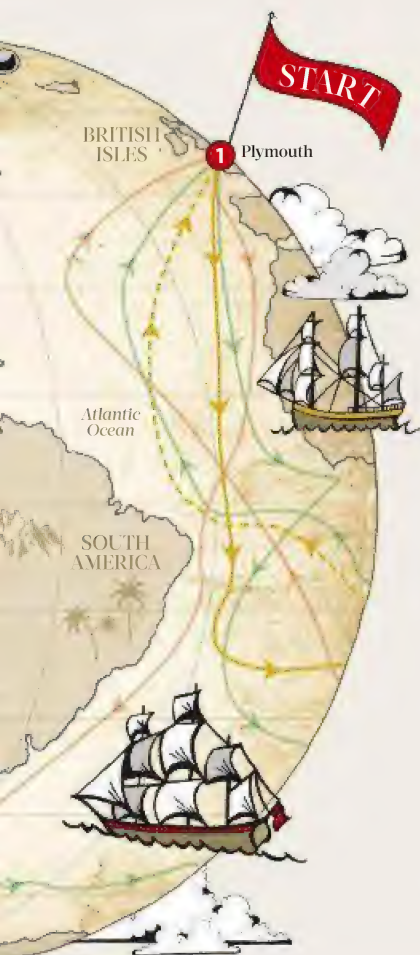 START
BRITISH
ISLES
1 Plymouth
Atlantic
Ocean
SOUTH
AMERICA